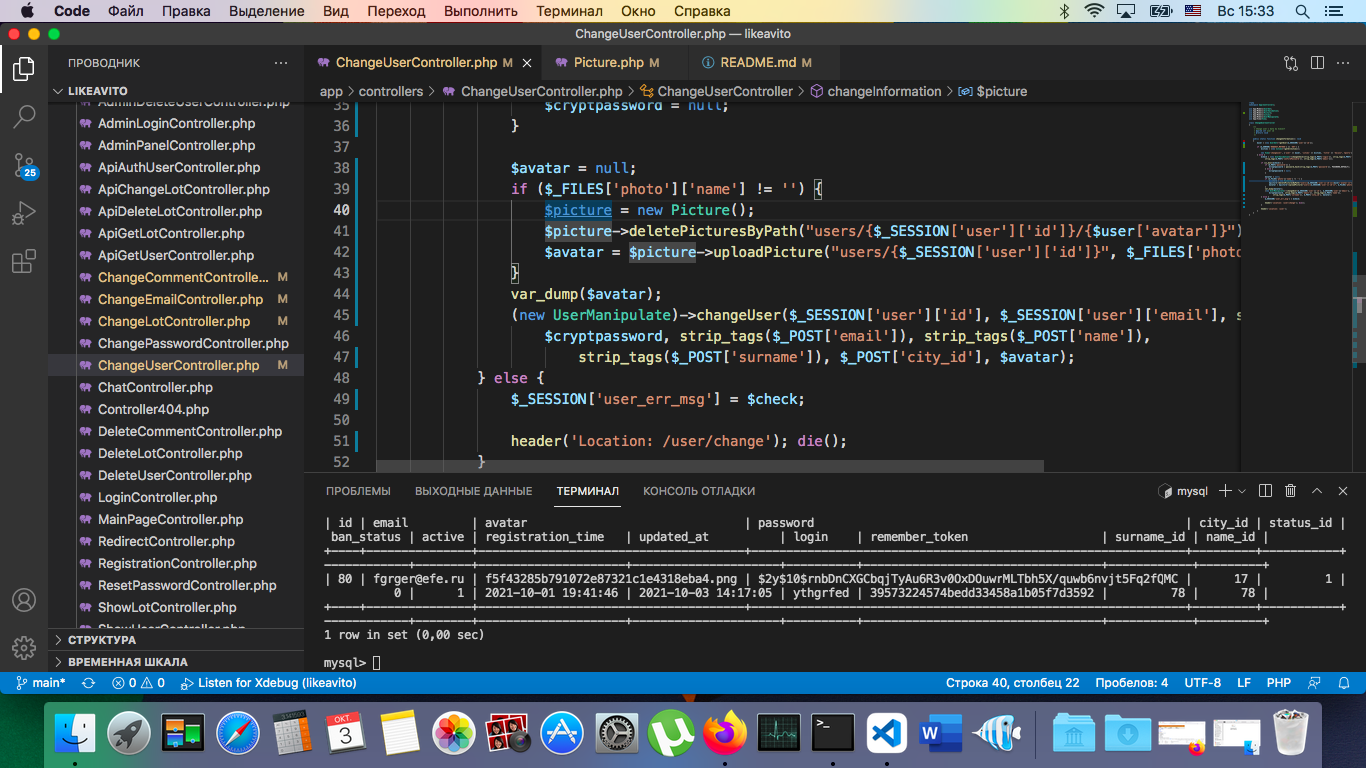 Code Файл Правка Выделение Вид Переход Выполнить Терминал Окно Справка Вс 15:33
ChangeUserController.php — likeavito
ПРОВОДНИК
ChangeUserController.php M
Picture.php M
README.md M
LIKEAVITO
app > controllers > ChangeUserController.php > ChangeUserController > changeInformation > $picture
AdminDeleteUserController.php
AdminLoginController.php
AdminPanelController.php
ApiAuthUserController.php
ApiChangeLotController.php
ApiDeleteLotController.php
ApiGetLotController.php
ApiGetUserController.php
ChangeCommentControlle... M
ChangeEmailController.php M
ChangeLotController.php M
ChangePasswordController.php
ChangeUserController.php M
ChatController.php
Controller404.php
DeleteCommentController.php
DeleteLotController.php
DeleteUserController.php
LoginController.php
MainPageController.php
RedirectController.php
RegistrationController.php
ResetPasswordController.php
ShowLotController.php
ShowUserController.php
СТРУКТУРА
ВРЕМЕННАЯ ШКАЛА
25
35 $cryptpassword = null;
36 }
37
38 $avatar = null;
39 if ($_FILES['photo']['name'] != '') {
40 $picture = new Picture();
41 $picture->deletePicturesByPath("users/{$_SESSION['user']['id']}/{$user['avatar']}")
42 $avatar = $picture->uploadPicture("users/{$_SESSION['user']['id']}", $_FILES['photo
43 }
44 var_dump($avatar);
45 (new UserManipulate)->changeUser($_SESSION['user']['id'], $_SESSION['user']['email'], s
46 $cryptpassword, strip_tags($_POST['email']), strip_tags($_POST['name']),
47 strip_tags($_POST['surname']), $_POST['city_id'], $avatar);
48 } else {
49 $_SESSION['user_err_msg'] = $check;
50
51 header('Location: /user/change'); die();
52 }
ПРОБЛЕМЫ ВЫХОДНЫЕ ДАННЫЕ ТЕРМИНАЛ КОНСОЛЬ ОТЛАДКИ mysql
| id | email | avatar | password | city_id | status_id |
ban_status | active | registration_time | updated_at | login | remember_token | surname_id | name_id |
| 80 | fgrger@efe.ru | f5f43285b791072e87321c1e4318eba4.png | $2y$10$rnbDnCXGCbqjTyAu6R3v0OxDOuwrMLTbh5X/quwb6nvjt5Fq2fQMC | 17 | 1 |
0 | 1 | 2021-10-01 19:41:46 | 2021-10-03 14:17:05 | ythgrfed | 39573224574bedd33458a1b05f7d3592 | 78 | 78 |
1 row in set (0,00 sec)
mysql>
main* 0 0 Listen for Xdebug (likeavito) Строка 40, столбец 22 Пробелов: 4 UTF-8 LF PHP
ОКТ.
3